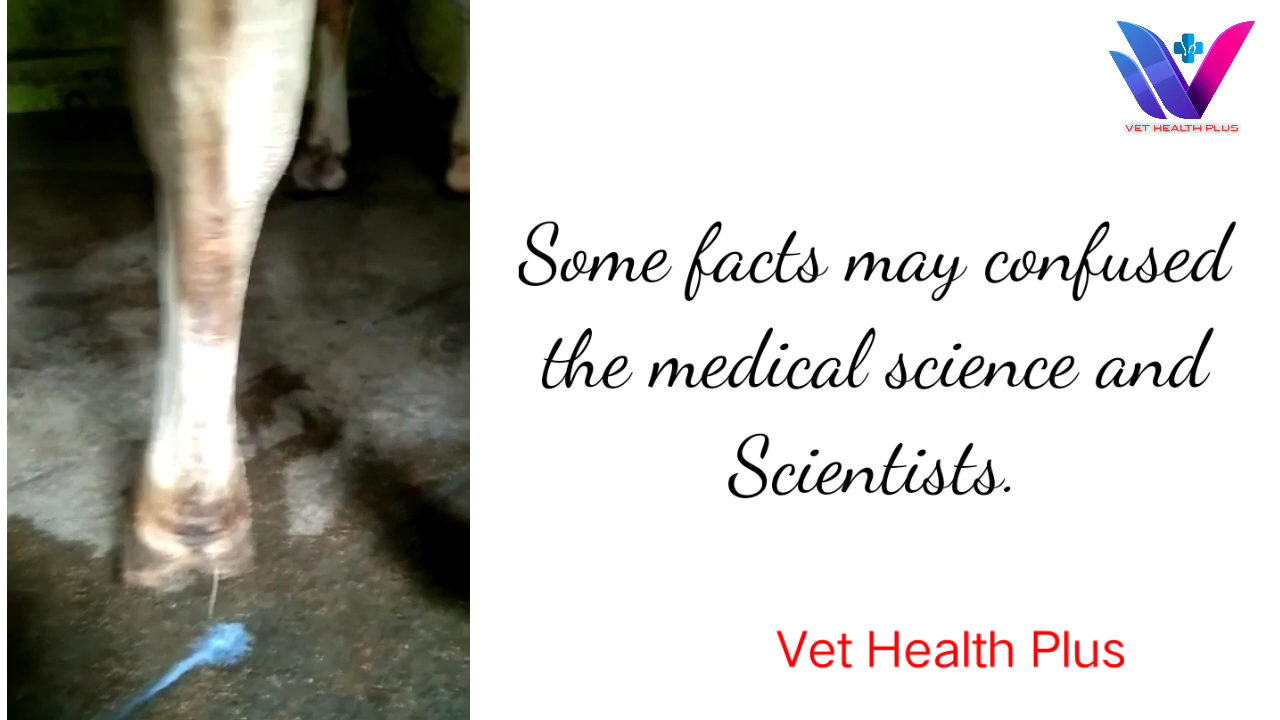 VET HEALTH PLUS
Some facts may confused
the medical science and
Scientists.
Vet Health Plus